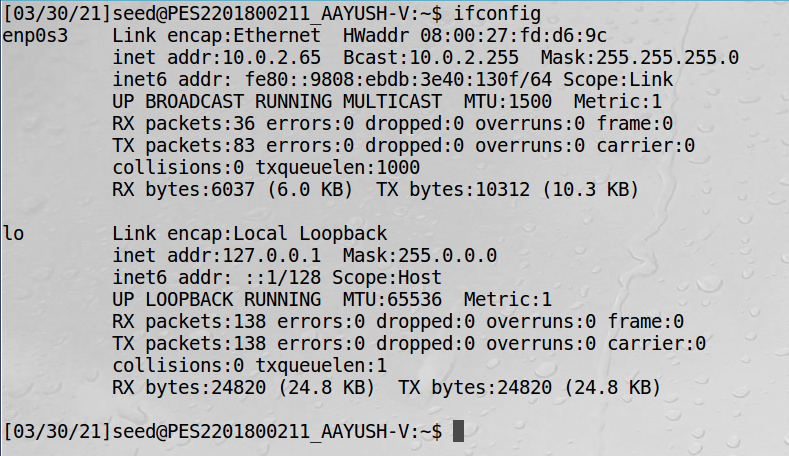 [03/30/21]seed@PES2201800211_AAYUSH-V:~$ ifconfig
enp0s3    Link encap:Ethernet  HWaddr 08:00:27:fd:d6:9c
          inet addr:10.0.2.65  Bcast:10.0.2.255  Mask:255.255.255.0
          inet6 addr: fe80::9808:ebdb:3e40:130f/64 Scope:Link
          UP BROADCAST RUNNING MULTICAST  MTU:1500  Metric:1
          RX packets:36 errors:0 dropped:0 overruns:0 frame:0
          TX packets:83 errors:0 dropped:0 overruns:0 carrier:0
          collisions:0 txqueuelen:1000
          RX bytes:6037 (6.0 KB)  TX bytes:10312 (10.3 KB)

lo        Link encap:Local Loopback
          inet addr:127.0.0.1  Mask:255.0.0.0
          inet6 addr: ::1/128 Scope:Host
          UP LOOPBACK RUNNING  MTU:65536  Metric:1
          RX packets:138 errors:0 dropped:0 overruns:0 frame:0
          TX packets:138 errors:0 dropped:0 overruns:0 carrier:0
          collisions:0 txqueuelen:1
          RX bytes:24820 (24.8 KB)  TX bytes:24820 (24.8 KB)

[03/30/21]seed@PES2201800211_AAYUSH-V:~$